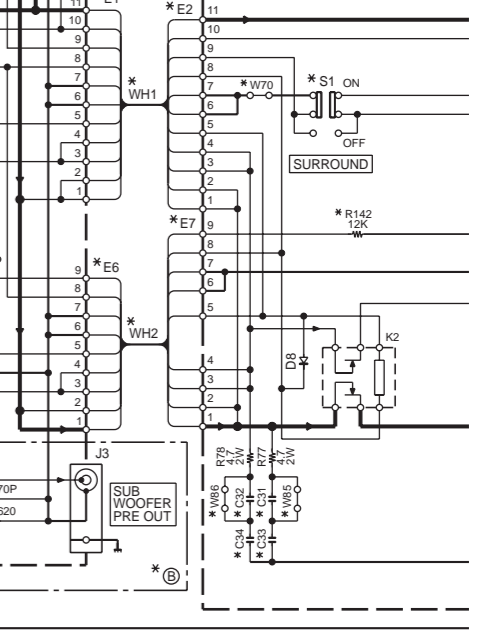 11
10
9
8
7
6
5
4
3
2
1
* WH1
* E2
11
10
9
8
7
6
5
4
3
2
1
* W70
* S1
ON
OFF
SURROUND
* E7
9
8
7
6
5
4
3
2
1
* R142
12K
* E6
9
8
7
6
5
4
3
2
1
* WH2
D8
K2
R78
4.7
2W
R77
4.7
2W
* W86
* C32
C31
* W85
* C34
* C33
J3
SUB
WOOFER
PRE OUT
70P
620
* B